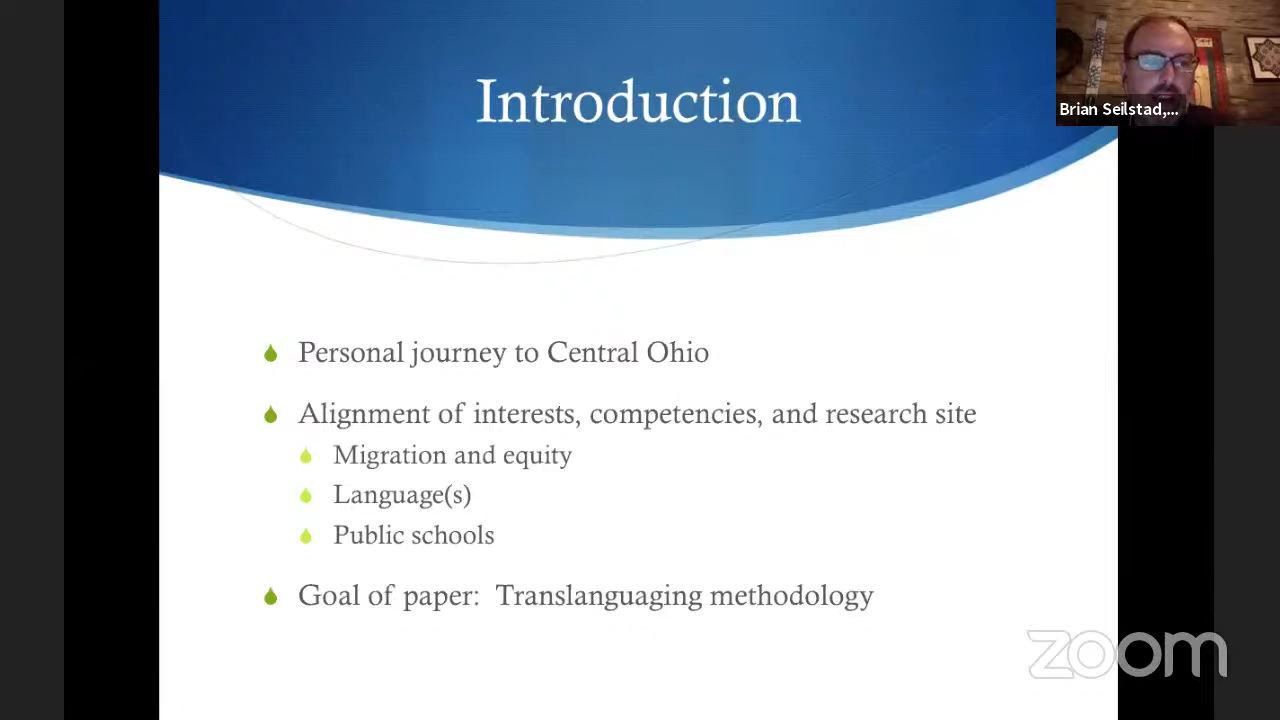 Introduction
Brian Seilstad,...
Personal journey to Central Ohio
Alignment of interests, competencies, and research site
Migration and equity
Language(s)
Public schools
Goal of paper: Translanguaging methodology
zoom